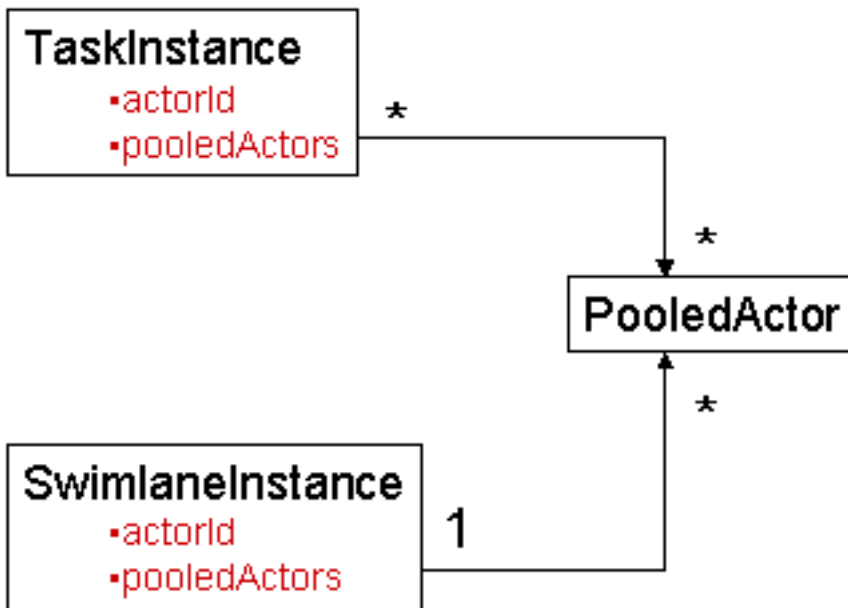 TaskInstance
▪actorId
▪pooledActors
*
*
PooledActor
*
SwimlaneInstance
▪actorId
▪pooledActors
1